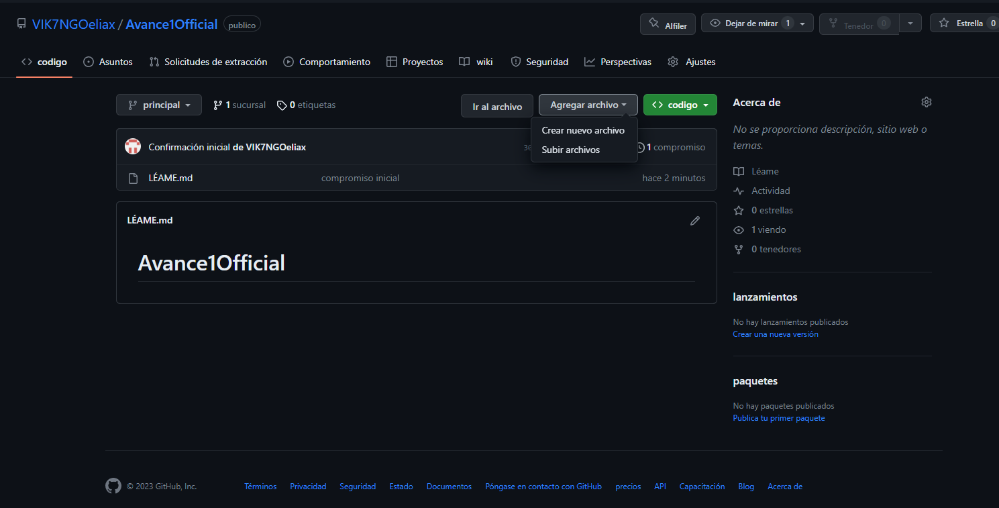 VIK7NGOeliax / Avance1Official publico
Alfiler
Dejar de mirar 1
Tenedor 0
Estrella 0
codigo
Asuntos
Solicitudes de extracción
Comportamiento
Proyectos
wiki
Seguridad
Perspectivas
Ajustes
principal
1 sucursal
0 etiquetas
Ir al archivo
Agregar archivo
codigo
Crear nuevo archivo
Subir archivos
Confirmación inicial de VIK7NGOeliax
1 compromiso
LÉAME.md
compromiso inicial
hace 2 minutos
LÉAME.md
Avance1Official
Acerca de
No se proporciona descripción, sitio web o
temas.
Léame
Actividad
0 estrellas
1 viendo
0 tenedores
lanzamientos
No hay lanzamientos publicados
Crear una nueva versión
paquetes
No hay paquetes publicados
Publica tu primer paquete
© 2023 GitHub, Inc.
Términos
Privacidad
Seguridad
Estado
Documentos
Póngase en contacto con GitHub
precios
API
Capacitación
Blog
Acerca de